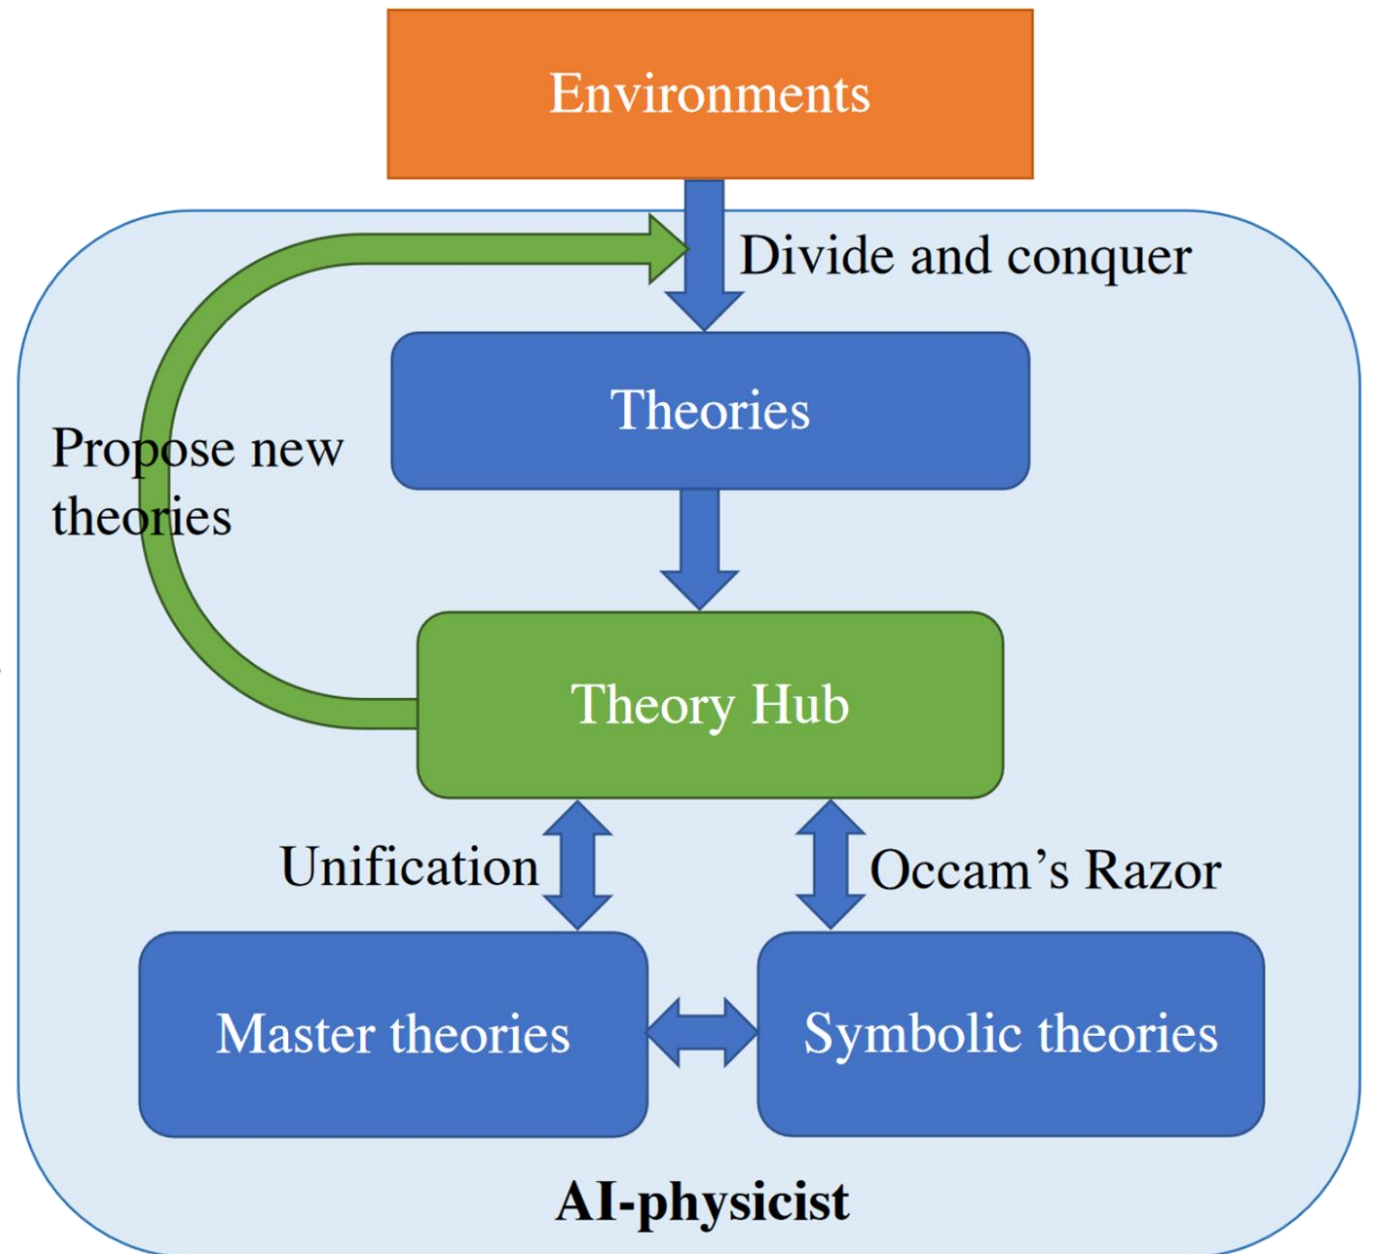 Environments
Divide and conquer
Theories
Propose new
theories
Theory Hub
Unification
Occam’s Razor
Master theories
Symbolic theories
AI-physicist